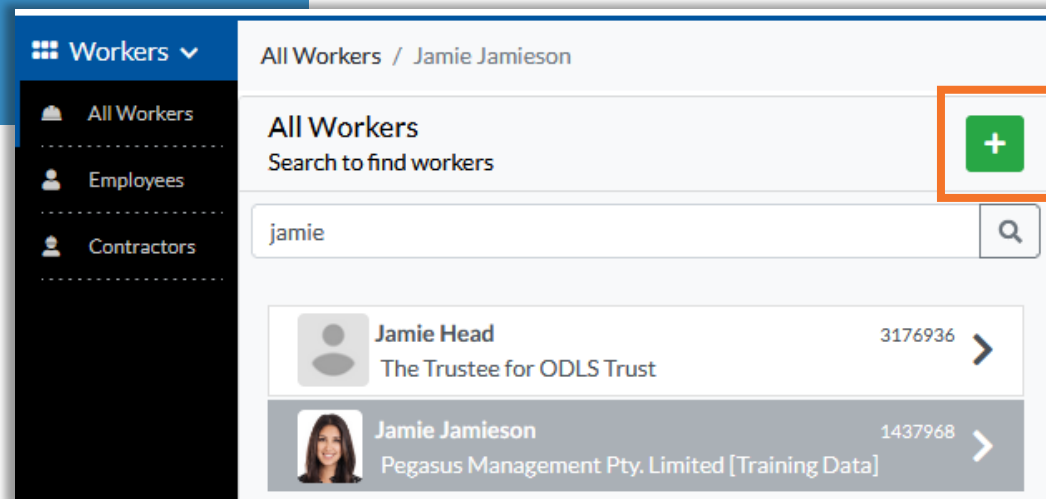 Workers
All Workers / Jamie Jamieson
All Workers
Employees
Contractors
All Workers
Search to find workers
+
jamie
Jamie Head
3176936
The Trustee for ODLS Trust
Jamie Jamieson
1437968
Pegasus Management Pty. Limited [Training Data]